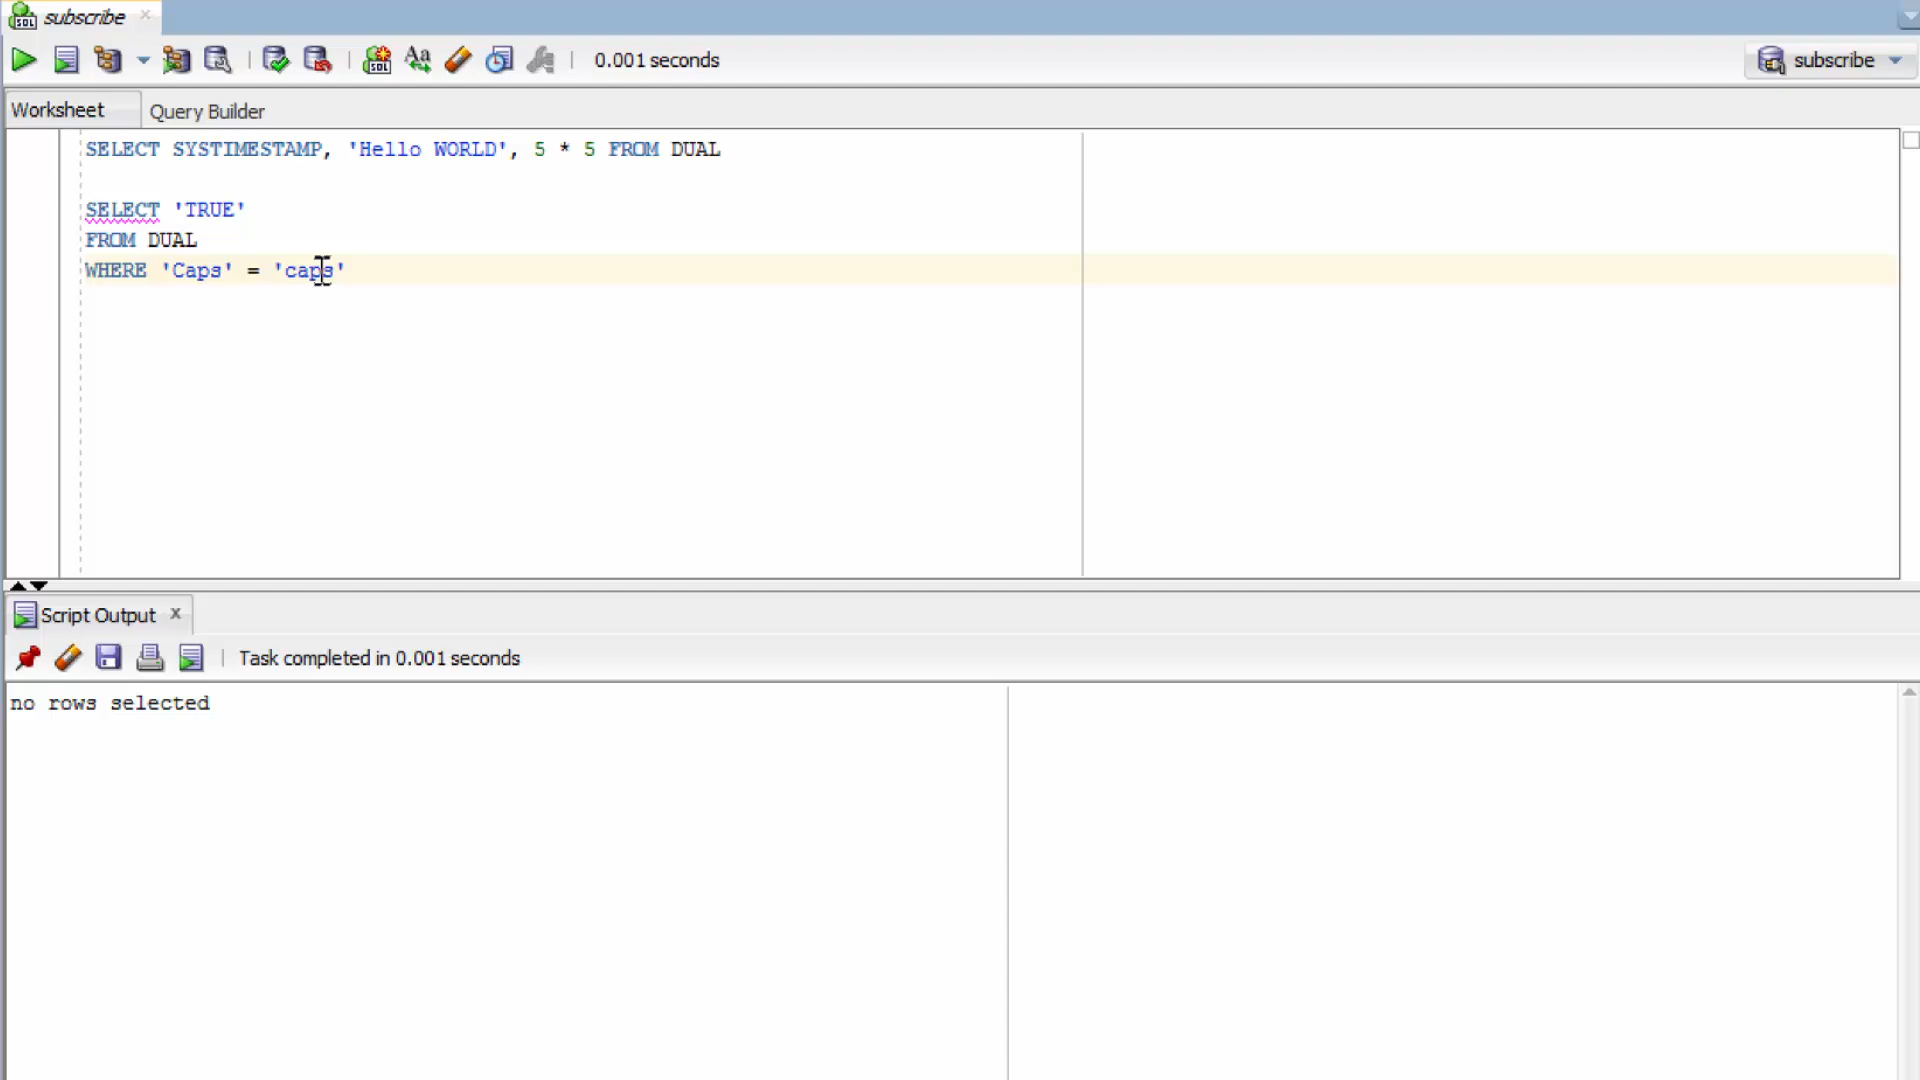 subscribe
0.001 seconds
subscribe
Worksheet
Query Builder
SELECT SYSTIMESTAMP, 'Hello WORLD', 5 * 5 FROM DUAL
SELECT 'TRUE'
FROM DUAL
WHERE 'Caps' = 'caps'
Script Output
Task completed in 0.001 seconds
no rows selected